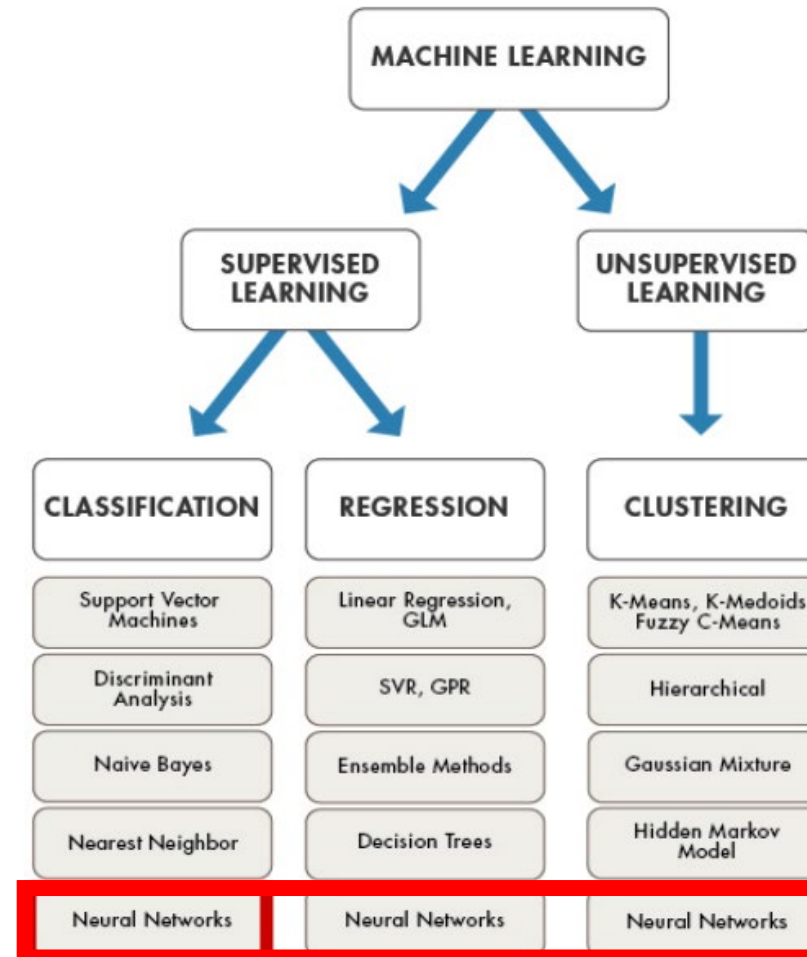 MACHINE LEARNING
SUPERVISED
LEARNING
UNSUPERVISED
LEARNING
CLASSIFICATION
Support Vector
Machines
Discriminant
Analysis
Naive Bayes
Nearest Neighbor
Neural Networks
REGRESSION
Linear Regression,
GLM
SVR, GPR
Ensemble Methods
Decision Trees
Neural Networks
CLUSTERING
K-Means, K-Medoids
Fuzzy C-Means
Hierarchical
Gaussian Mixture
Hidden Markov
Model
Neural Networks